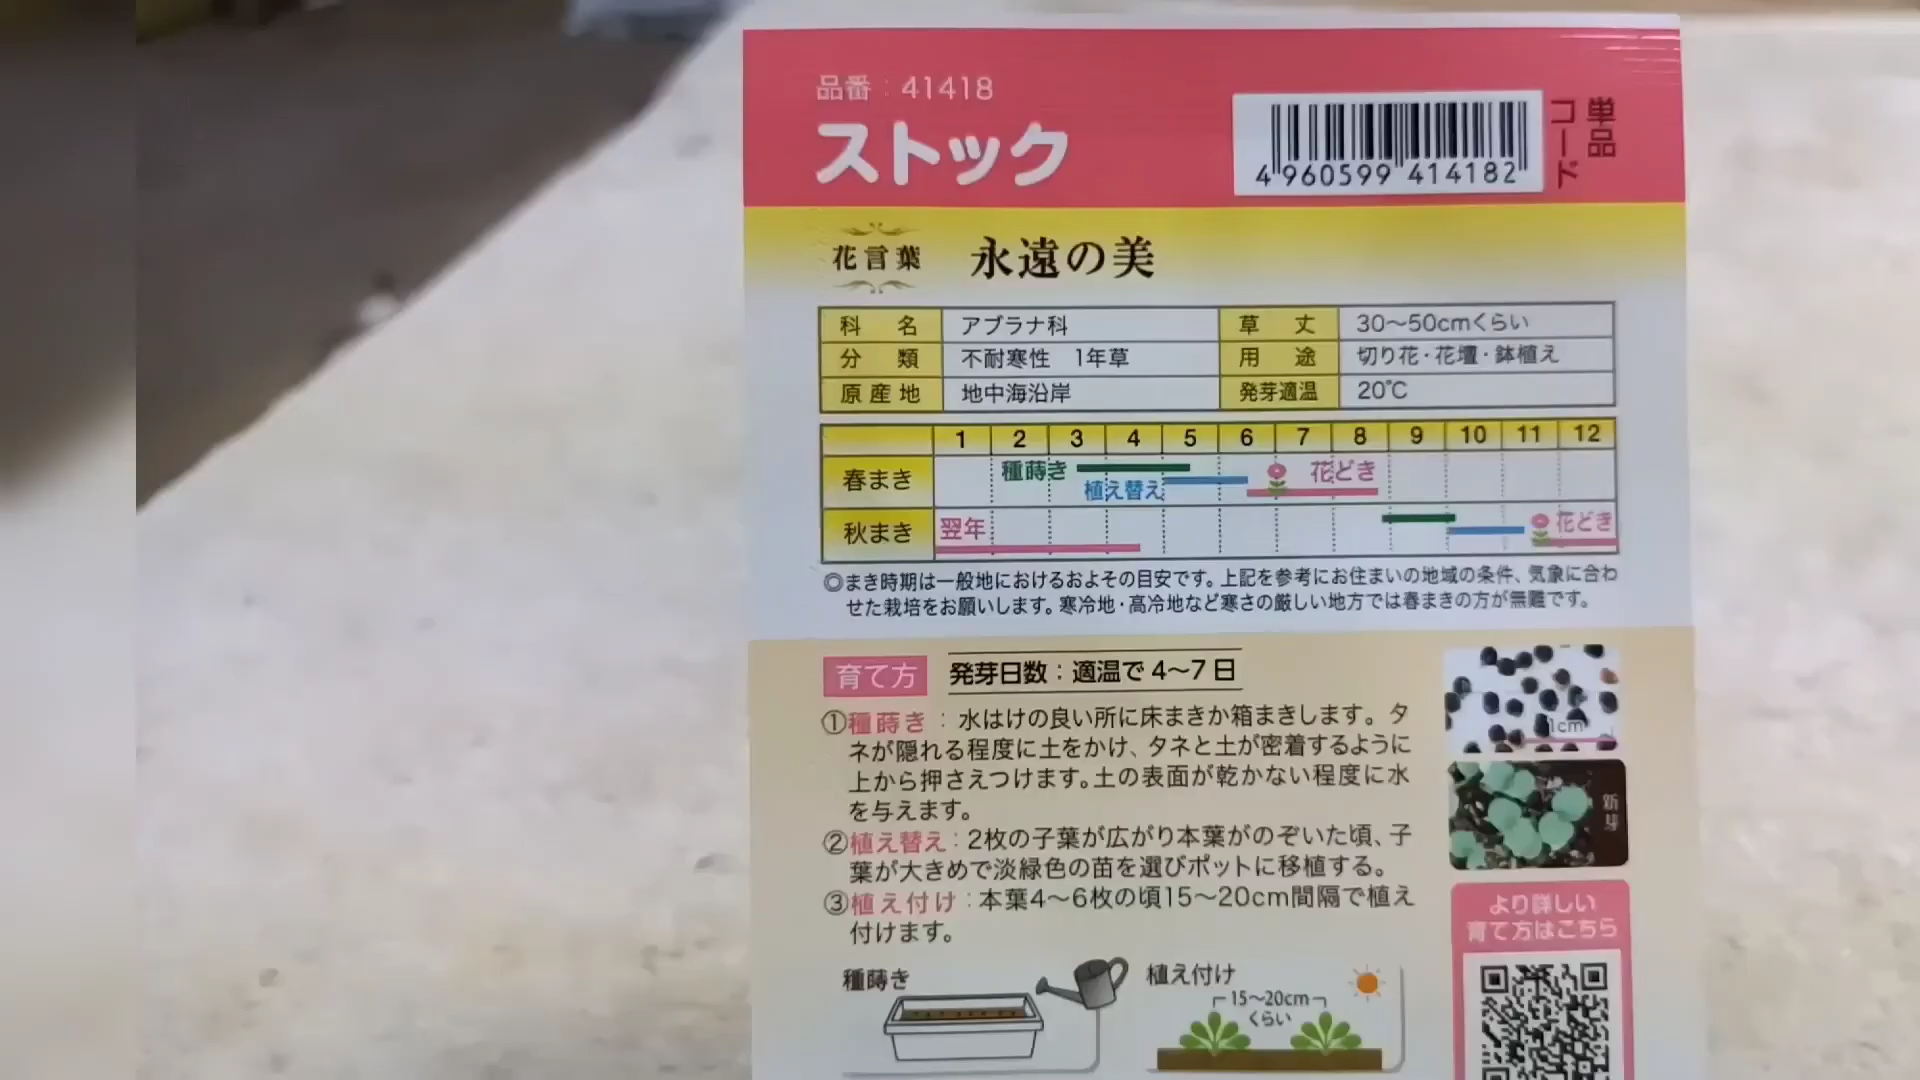 品番：41418
ストック
単品コード
4 960599 414182
花言葉 永遠の美
科名 アブラナ科 草丈 30〜50cmくらい
分類 不耐寒性 1年草 用途 切り花・花壇・鉢植え
原産地 地中海沿岸 発芽適温 20℃
1 2 3 4 5 6 7 8 9 10 11 12
春まき 種蒔き 植え替え 花どき
秋まき 翌年 花どき
◎まき時期は一般地におけるおよその目安です。上記を参考にお住まいの地域の条件、気象に合わ
せた栽培をお願いします。寒冷地・高冷地など寒さの厳しい地方では春まきの方が無難です。
育て方 発芽日数：適温で4〜7日
①種蒔き：水はけの良い所に床まきか箱まきします。タ
ネが隠れる程度に土をかけ、タネと土が密着するように
上から押さえつけます。土の表面が乾かない程度に水
を与えます。
②植え替え：2枚の子葉が広がり本葉がのぞいた頃、子
葉が大きめで淡緑色の苗を選びポットに移植する。
③植え付け：本葉4〜6枚の頃15〜20cm間隔で植え
付けます。
1cm
新芽
より詳しい
育て方はこちら
種蒔き
植え付け
15〜20cm
くらい